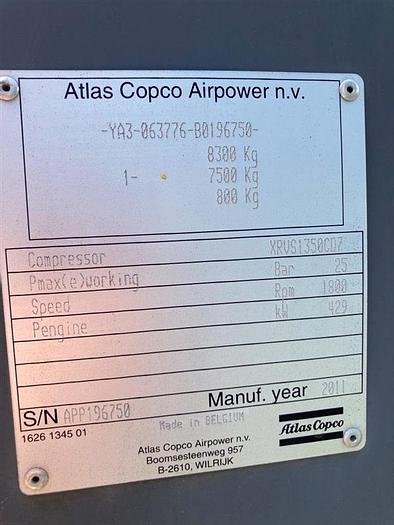 Atlas Copco Airpower n.v.
-YA3-063776-B0196750-
8300 Kg
1- 7500 Kg
800 Kg
Compressor XRVS1350CD7
Pmax(e)working Bar 25
Speed Rpm 1800
Pengine kW 429
S/N APP196750 Manuf. year 2011
1626 1345 01 Made in BELGIUM
Atlas Copco
Atlas Copco Airpower n.v.
Boomsesteenweg 957
B-2610, WILRIJK